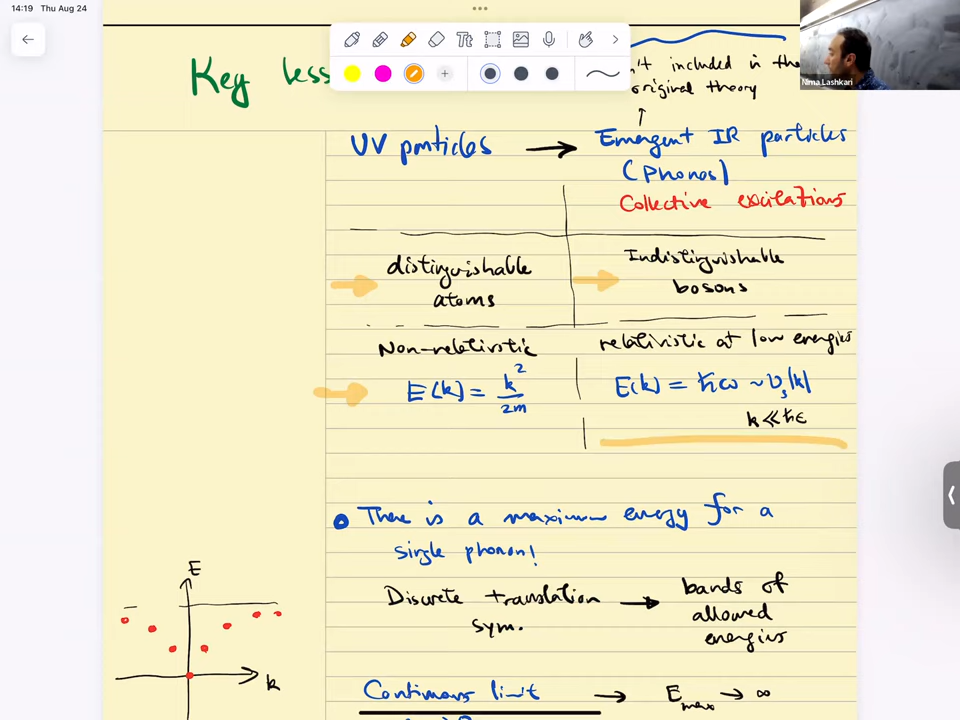 14:19 Thu Aug 24
Key less
n't included in the
original theory
Nima Lashkari
UV particles → Emergent IR particles
(Phonos)
Collective excitations
distinguishable
atoms
Indistinguishable
bosons
Non-relativistic
E(k) = k²/2m
relativistic at low energies
E(k) = ħω ~ v_s|k|
k ≪ ħ/ε
• There is a maximum energy for a
single phonon!
Discrete translation
sym.
→ bands of
allowed
energies
E
k
Continuous limit → E_max → ∞